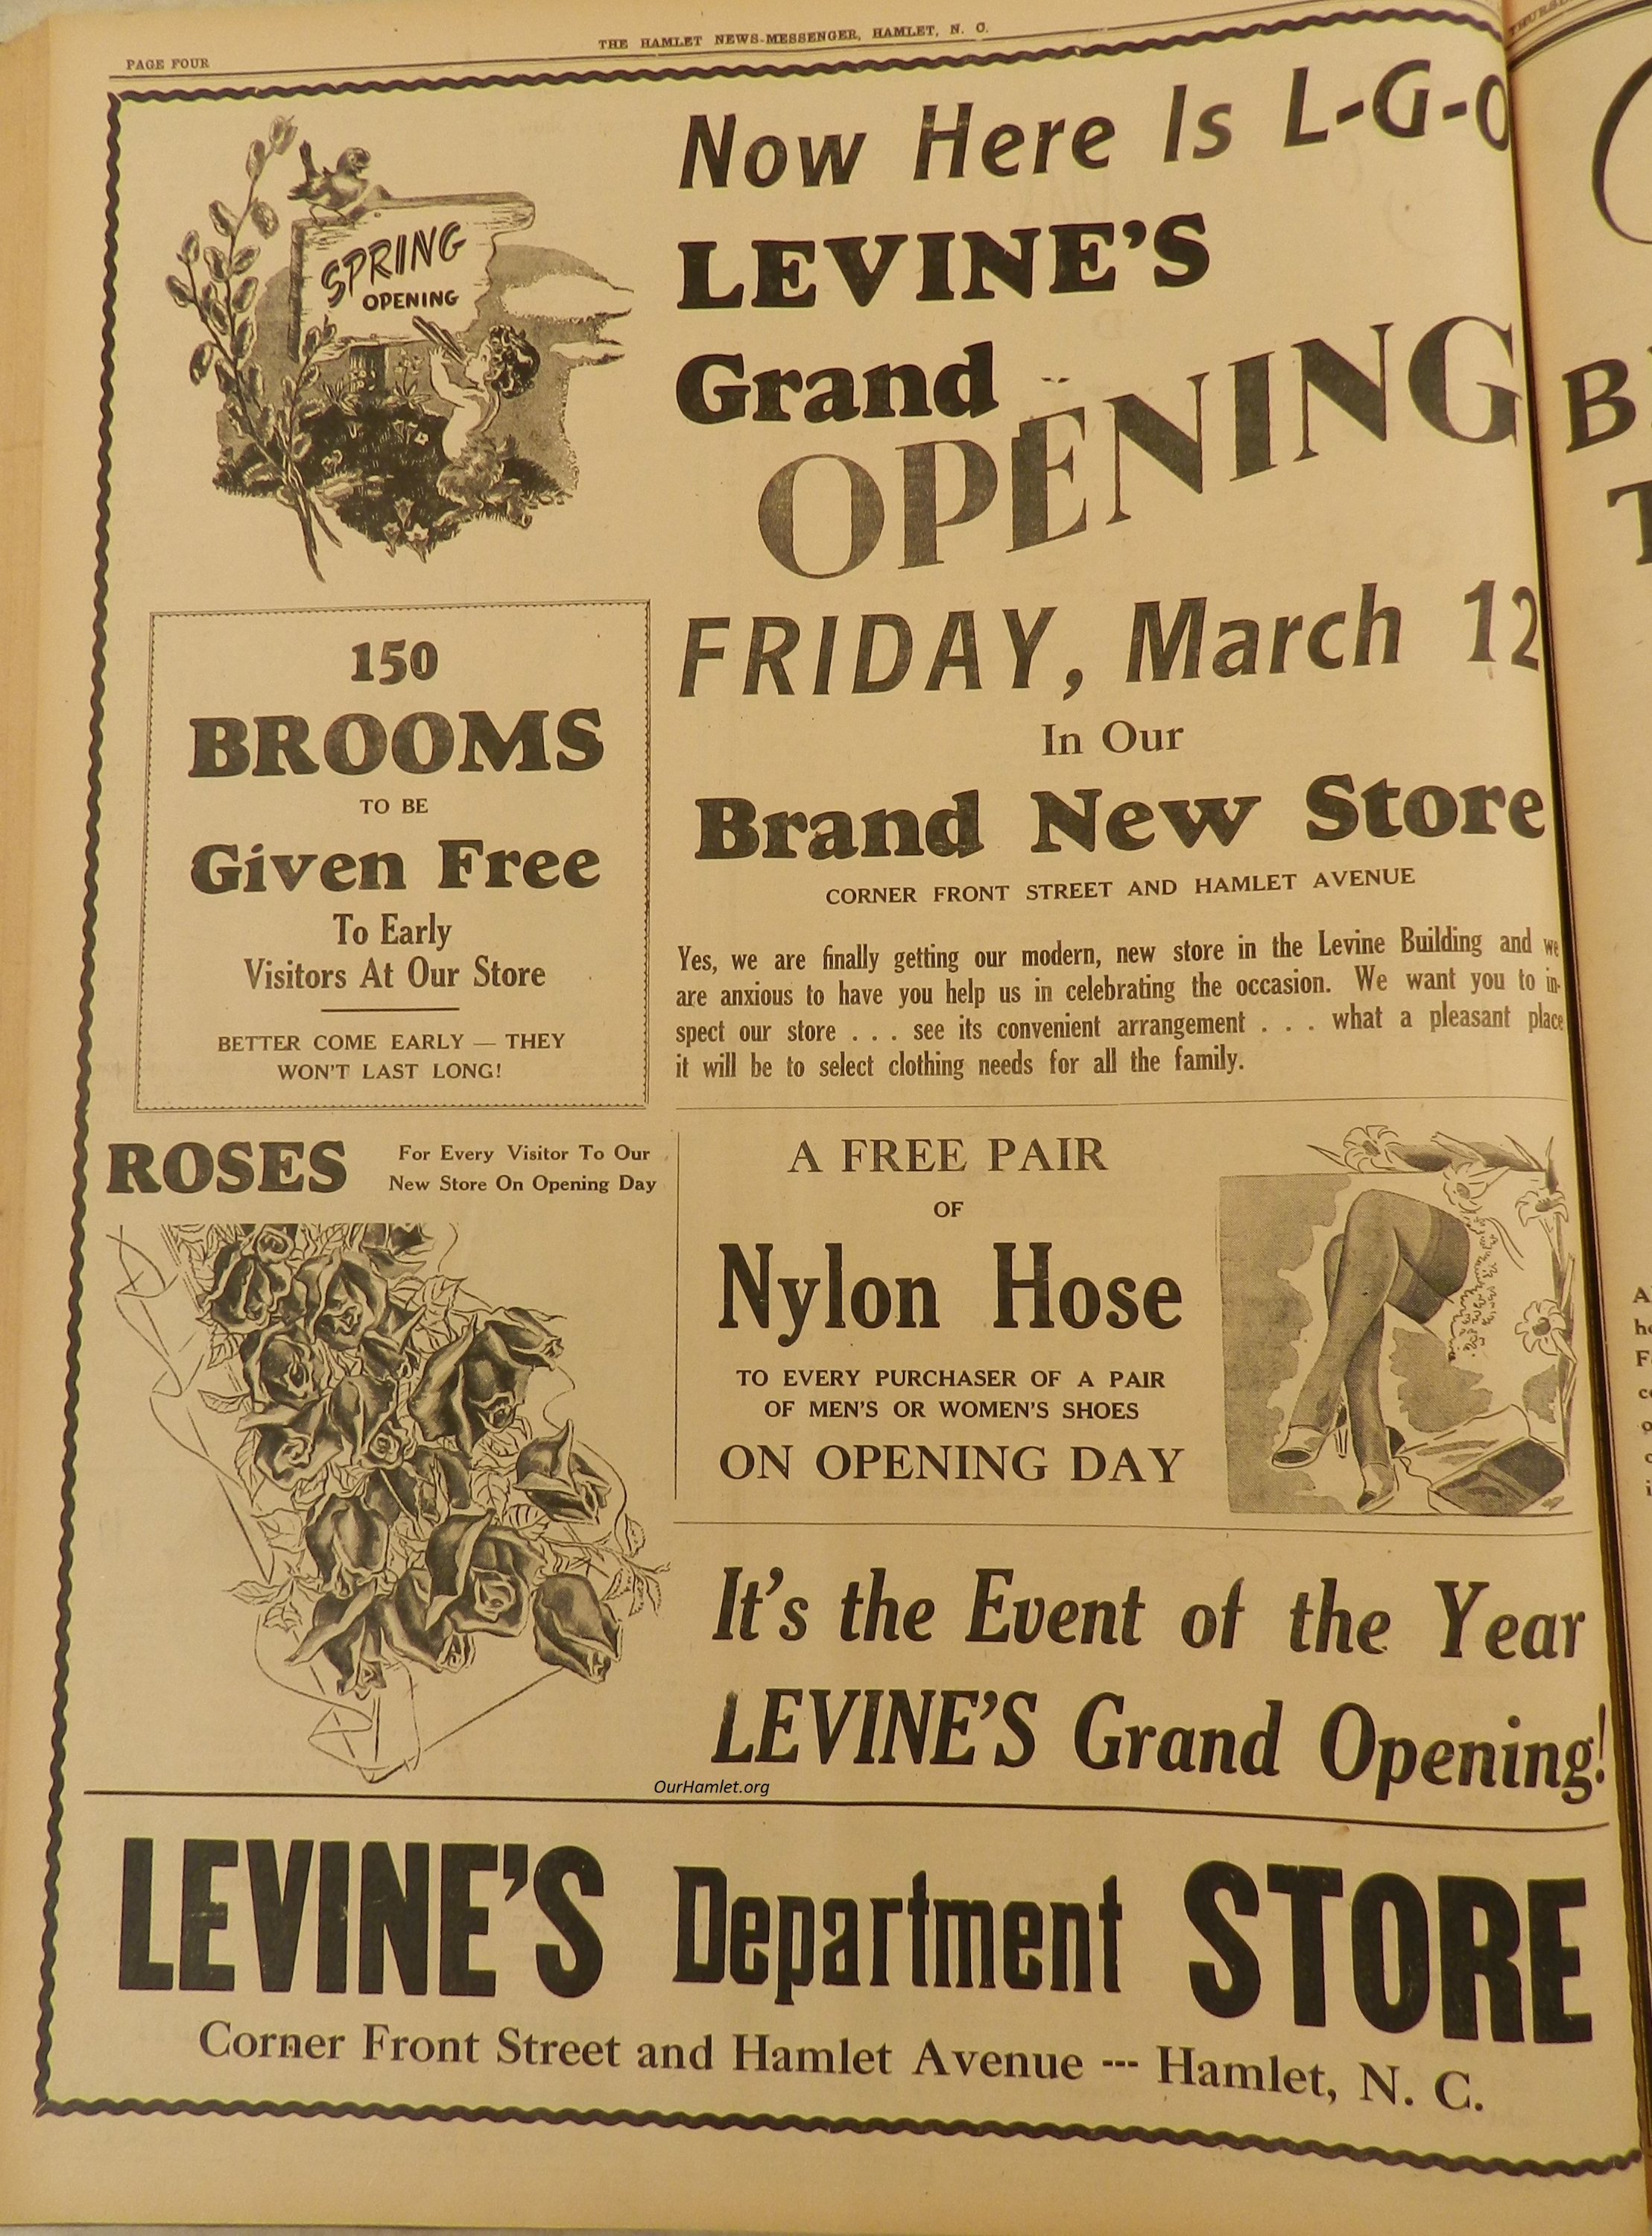 PAGE FOUR
THE HAMLET NEWS-MESSENGER, HAMLET, N. C.
SPRING
OPENING
Now Here Is L-G-O
LEVINE'S
Grand
OPENING
FRIDAY, March 12
In Our
Brand New Store
CORNER FRONT STREET AND HAMLET AVENUE
Yes, we are finally getting our modern, new store in the Levine Building and we
are anxious to have you help us in celebrating the occasion. We want you to in-
spect our store . . . see its convenient arrangement . . . what a pleasant place
it will be to select clothing needs for all the family.
150
BROOMS
TO BE
Given Free
To Early
Visitors At Our Store
BETTER COME EARLY — THEY
WON'T LAST LONG!
ROSES
For Every Visitor To Our
New Store On Opening Day
A FREE PAIR
OF
Nylon Hose
TO EVERY PURCHASER OF A PAIR
OF MEN'S OR WOMEN'S SHOES
ON OPENING DAY
It's the Event of the Year
LEVINE'S Grand Opening!
OurHamlet.org
LEVINE'S Department STORE
Corner Front Street and Hamlet Avenue --- Hamlet, N. C.